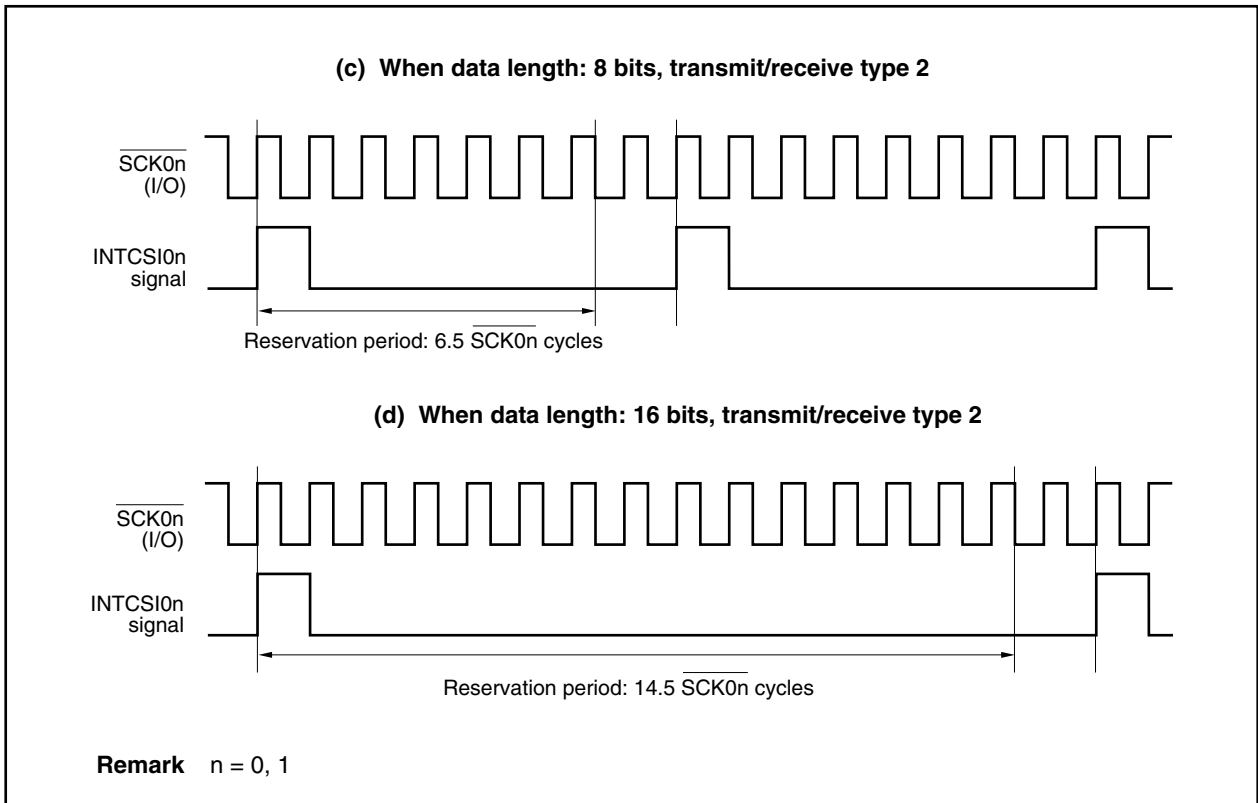 (c) When data length: 8 bits, transmit/receive type 2
SCK0n
(I/O)
INTCSI0n
signal
Reservation period: 6.5 SCK0n cycles
(d) When data length: 16 bits, transmit/receive type 2
SCK0n
(I/O)
INTCSI0n
signal
Reservation period: 14.5 SCK0n cycles
Remark n = 0, 1